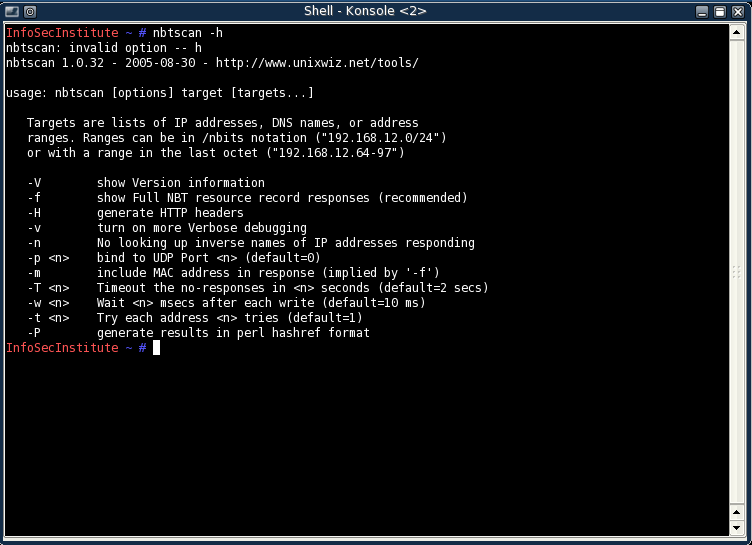 Shell - Konsole <2>
InfoSecInstitute ~ # nbtscan -h
nbtscan: invalid option -- h
nbtscan 1.0.32 - 2005-08-30 - http://www.unixwiz.net/tools/
usage: nbtscan [options] target [targets...]
Targets are lists of IP addresses, DNS names, or address
ranges. Ranges can be in /nbits notation ("192.168.12.0/24")
or with a range in the last octet ("192.168.12.64-97")
-V        show Version information
-f        show Full NBT resource record responses (recommended)
-H        generate HTTP headers
-v        turn on more Verbose debugging
-n        No looking up inverse names of IP addresses responding
-p <n>    bind to UDP Port <n> (default=0)
-m        include MAC address in response (implied by '-f')
-T <n>    Timeout the no-responses in <n> seconds (default=2 secs)
-w <n>    Wait <n> msecs after each write (default=10 ms)
-t <n>    Try each address <n> tries (default=1)
-P        generate results in perl hashref format
InfoSecInstitute ~ #